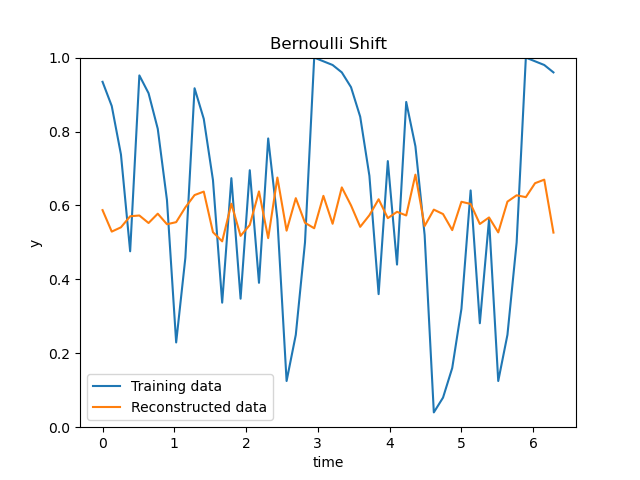 Bernoulli Shift
1.0
0.8
0.6
0.4
0.2
0.0
y
Training data
Reconstructed data
0 1 2 3 4 5 6
time